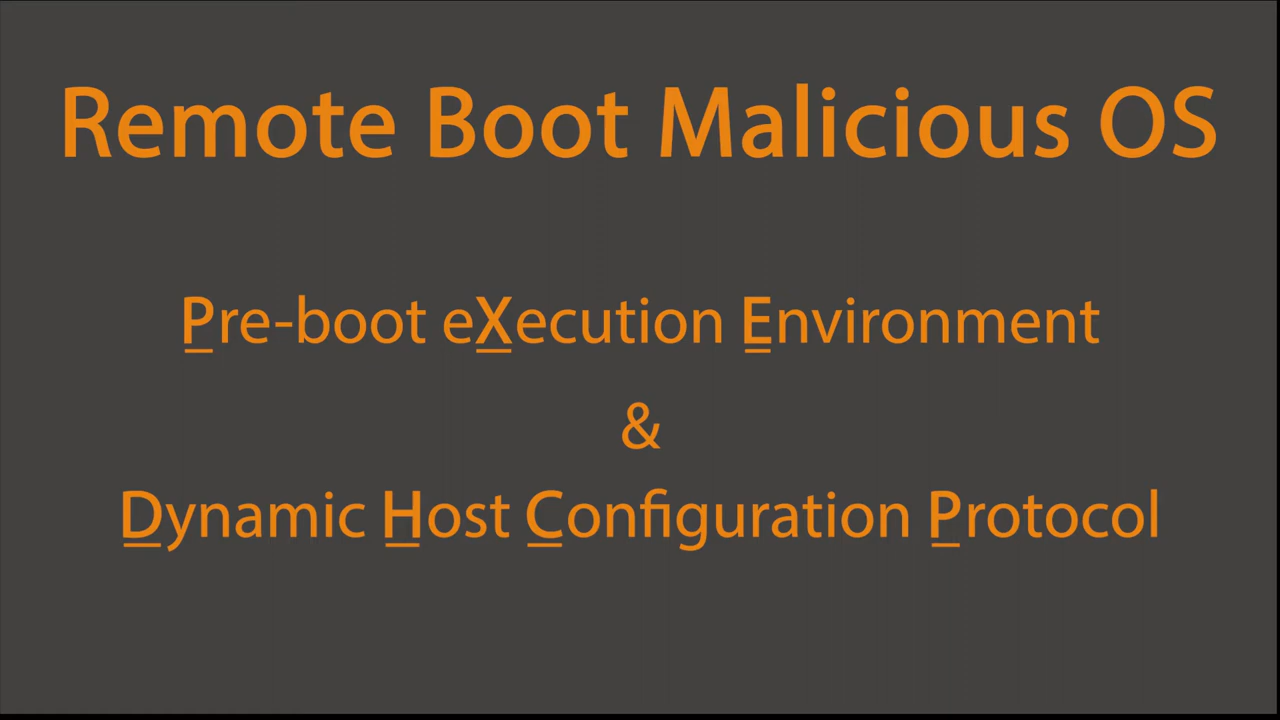 Remote Boot Malicious OS
Pre-boot eXecution Environment
&
Dynamic Host Configuration Protocol